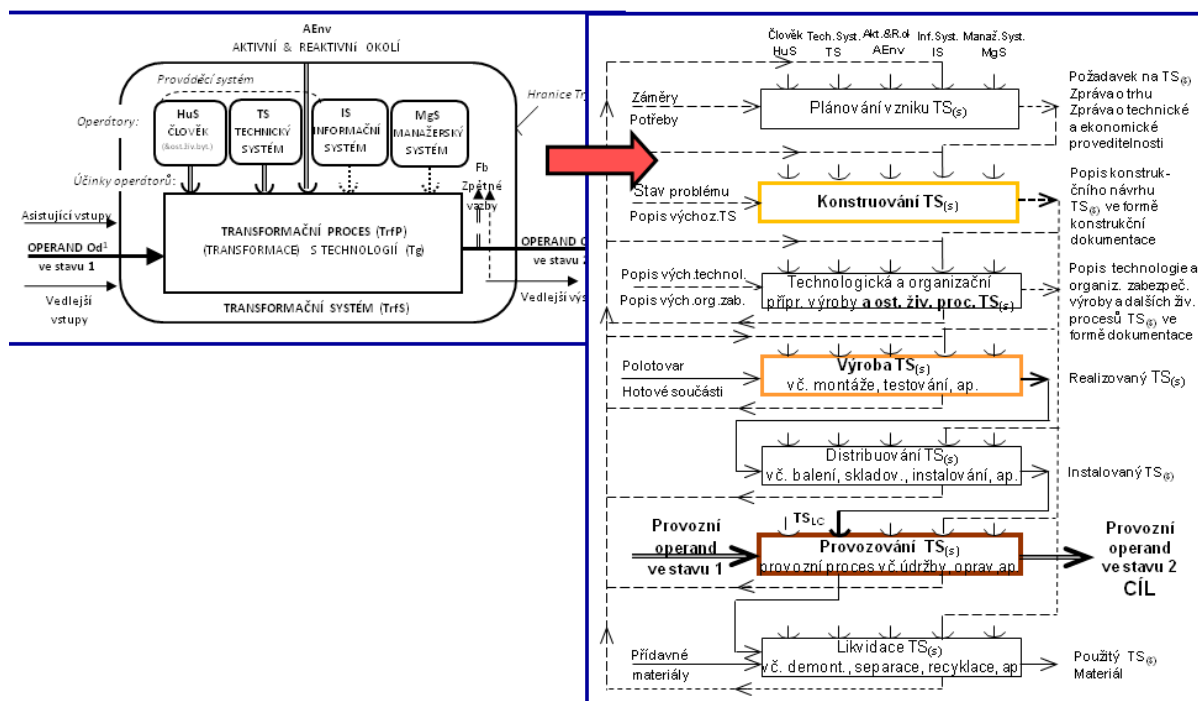 AEnv
AKTIVNÍ & REAKTIVNÍ OKOLÍ
Prováděcí systém
Hranice
Operátory:
HuS
ČLOVĚK
(&ost.živ.byt.)
TS
TECHNICKÝ
SYSTÉM
IS
INFORMAČNÍ
SYSTÉM
MgS
MANAŽERSKÝ
SYSTÉM
Účinky operátorů:
Fb
Zpětné
vazby
Asistující vstupy
OPERAND Od1
ve stavu 1
Vedlejší
vstupy
TRANSFORMAČNÍ PROCES (TrfP)
(TRANSFORMACE) S TECHNOLOGIÍ (Tg)
OPERAND
ve stavu
Vedlejší
TRANSFORMAČNÍ SYSTÉM (TrfS)
Člověk Tech.Syst. Akt.&R.ok Inf.Syst. Manaž.Syst.
HuS TS AEnv IS MgS
Záměry
Potřeby
Plánování vzniku TS(s)
Požadavek na TS(s)
Zpráva o trhu
Zpráva o technické
a ekonomické
proveditelnosti
Stav problému
Popis výchoz.TS
Konstruování TS(s)
Popis konstruk-
čního návrhu
TS(s) ve formě
konstrukční
dokumentace
Popis vých.technol.
Popis vých.org.zab.
Technologická a organizační
přípr. výroby a ost. živ. proc. TS(s)
Popis technologie a
organiz. zabezpeč.
výroby a dalších živ.
procesů TS(s) ve
formě dokumentace
Polotovar
Hotové součásti
Výroba TS(s)
vč. montáže, testování, ap.
Realizovaný TS(s)
Distribuování TS(s)
vč. balení, skladov., instalování, ap.
Instalovaný TS(s)
TSLC
Provozní
operand
ve stavu 1
Provozování TS(s)
provozní proces vč.údržby, oprav,ap.
Provozní
operand
ve stavu 2
CÍL
Přídavné
materiály
Likvidace TS(s)
vč. demont., separace, recyklace, ap
Použitý TS(s)
Materiál